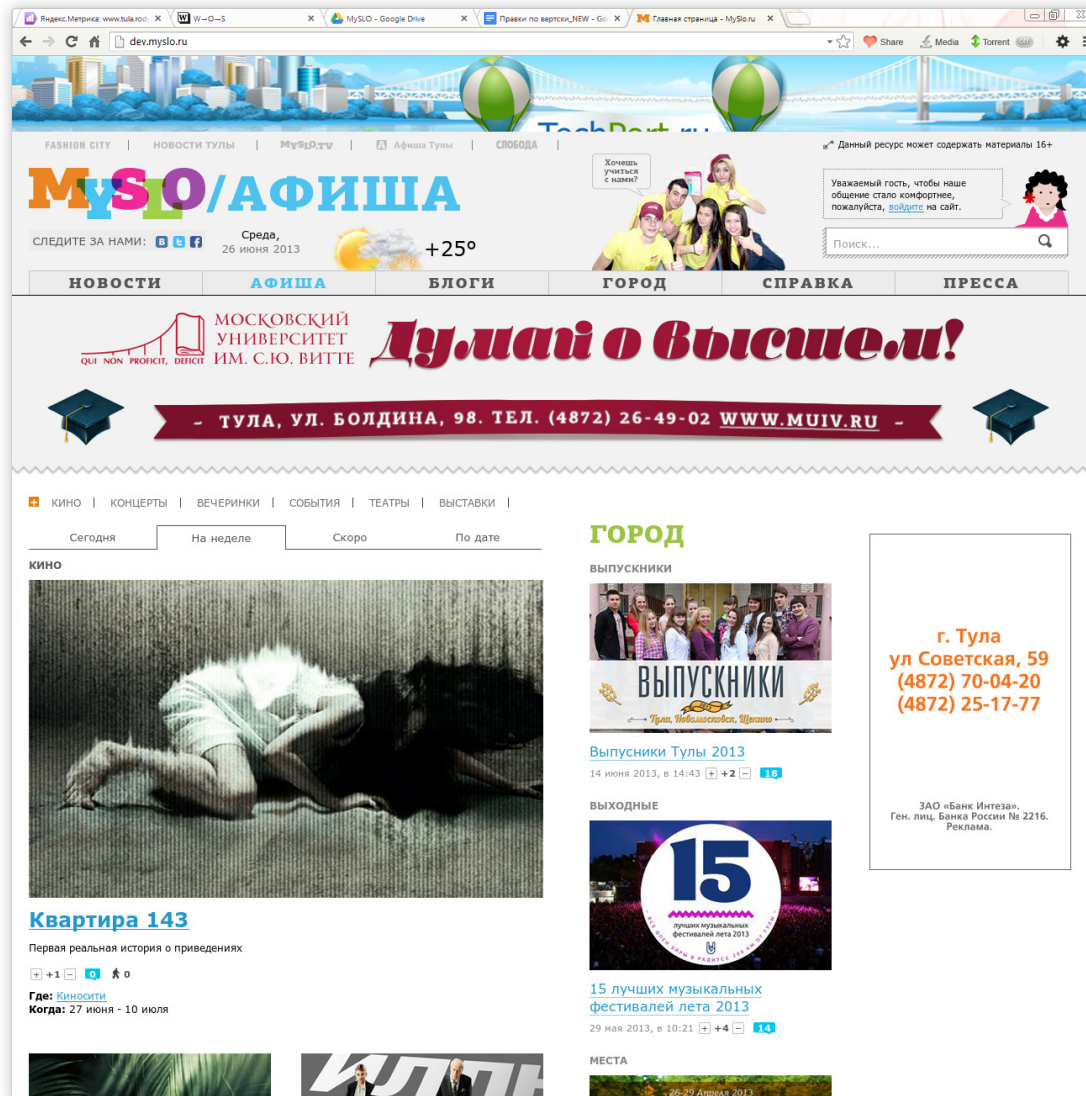 Яндекс.Метрика: www.tula.rod
W→O→S
MySLO - Google Drive
Правки по вертски_NEW - Go
Главная страница - MySlo.ru
dev.myslo.ru
Share
Media
Torrent
TechPort.ru
FASHION CITY
НОВОСТИ ТУЛЫ
MYSLO.TV
Афиша Тулы
СЛОБОДА
Данный ресурс может содержать материалы 16+
MYSLO/АФИША
Хочешь
учиться
с нами?
Уважаемый гость, чтобы наше
общение стало комфортнее,
пожалуйста, войдите на сайт.
СЛЕДИТЕ ЗА НАМИ:
Среда,
26 июня 2013
+25°
Поиск...
НОВОСТИ
АФИША
БЛОГИ
ГОРОД
СПРАВКА
ПРЕССА
МОСКОВСКИЙ
УНИВЕРСИТЕТ
ИМ. С.Ю. ВИТТЕ
QUI NON PROFICIT, DEFICIT
Думай о высшем!
– ТУЛА, УЛ. БОЛДИНА, 98. ТЕЛ. (4872) 26-49-02 WWW.MUIV.RU –
КИНО
КОНЦЕРТЫ
ВЕЧЕРИНКИ
СОБЫТИЯ
ТЕАТРЫ
ВЫСТАВКИ
Сегодня
На неделе
Скоро
По дате
КИНО
Квартира 143
Первая реальная история о приведениях
+ +1 – 0 0
Где: Киносити
Когда: 27 июня - 10 июля
ГОРОД
ВЫПУСКНИКИ
ВЫПУСКНИКИ
Тула, Новомосковск, Щекино
Выпусники Тулы 2013
14 июня 2013, в 14:43 + +2 – 18
ВЫХОДНЫЕ
15
лучших музыкальных
фестивалей лета 2013
ВСЕ ОПЕН ЭЙРЫ В РАДИУСЕ 200 КМ ОТ ТУЛЫ
15 лучших музыкальных
фестивалей лета 2013
29 мая 2013, в 10:21 + +4 – 14
МЕСТА
26-29 Апреля 2013
г. Тула
ул Советская, 59
(4872) 70-04-20
(4872) 25-17-77
ЗАО «Банк Интеза».
Ген. лиц. Банка России № 2216.
Реклама.